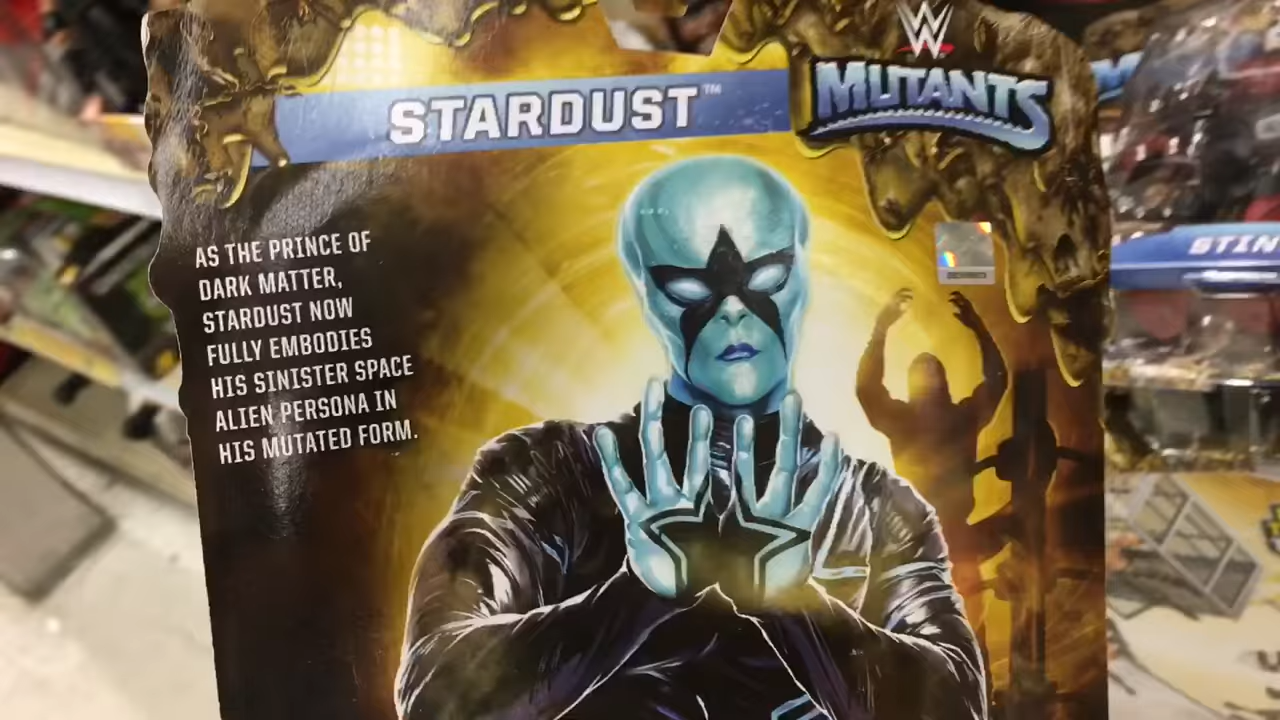 W
STARDUST™
MUTANTS
AS THE PRINCE OF
DARK MATTER,
STARDUST NOW
FULLY EMBODIES
HIS SINISTER SPACE
ALIEN PERSONA IN
HIS MUTATED FORM.
STIN